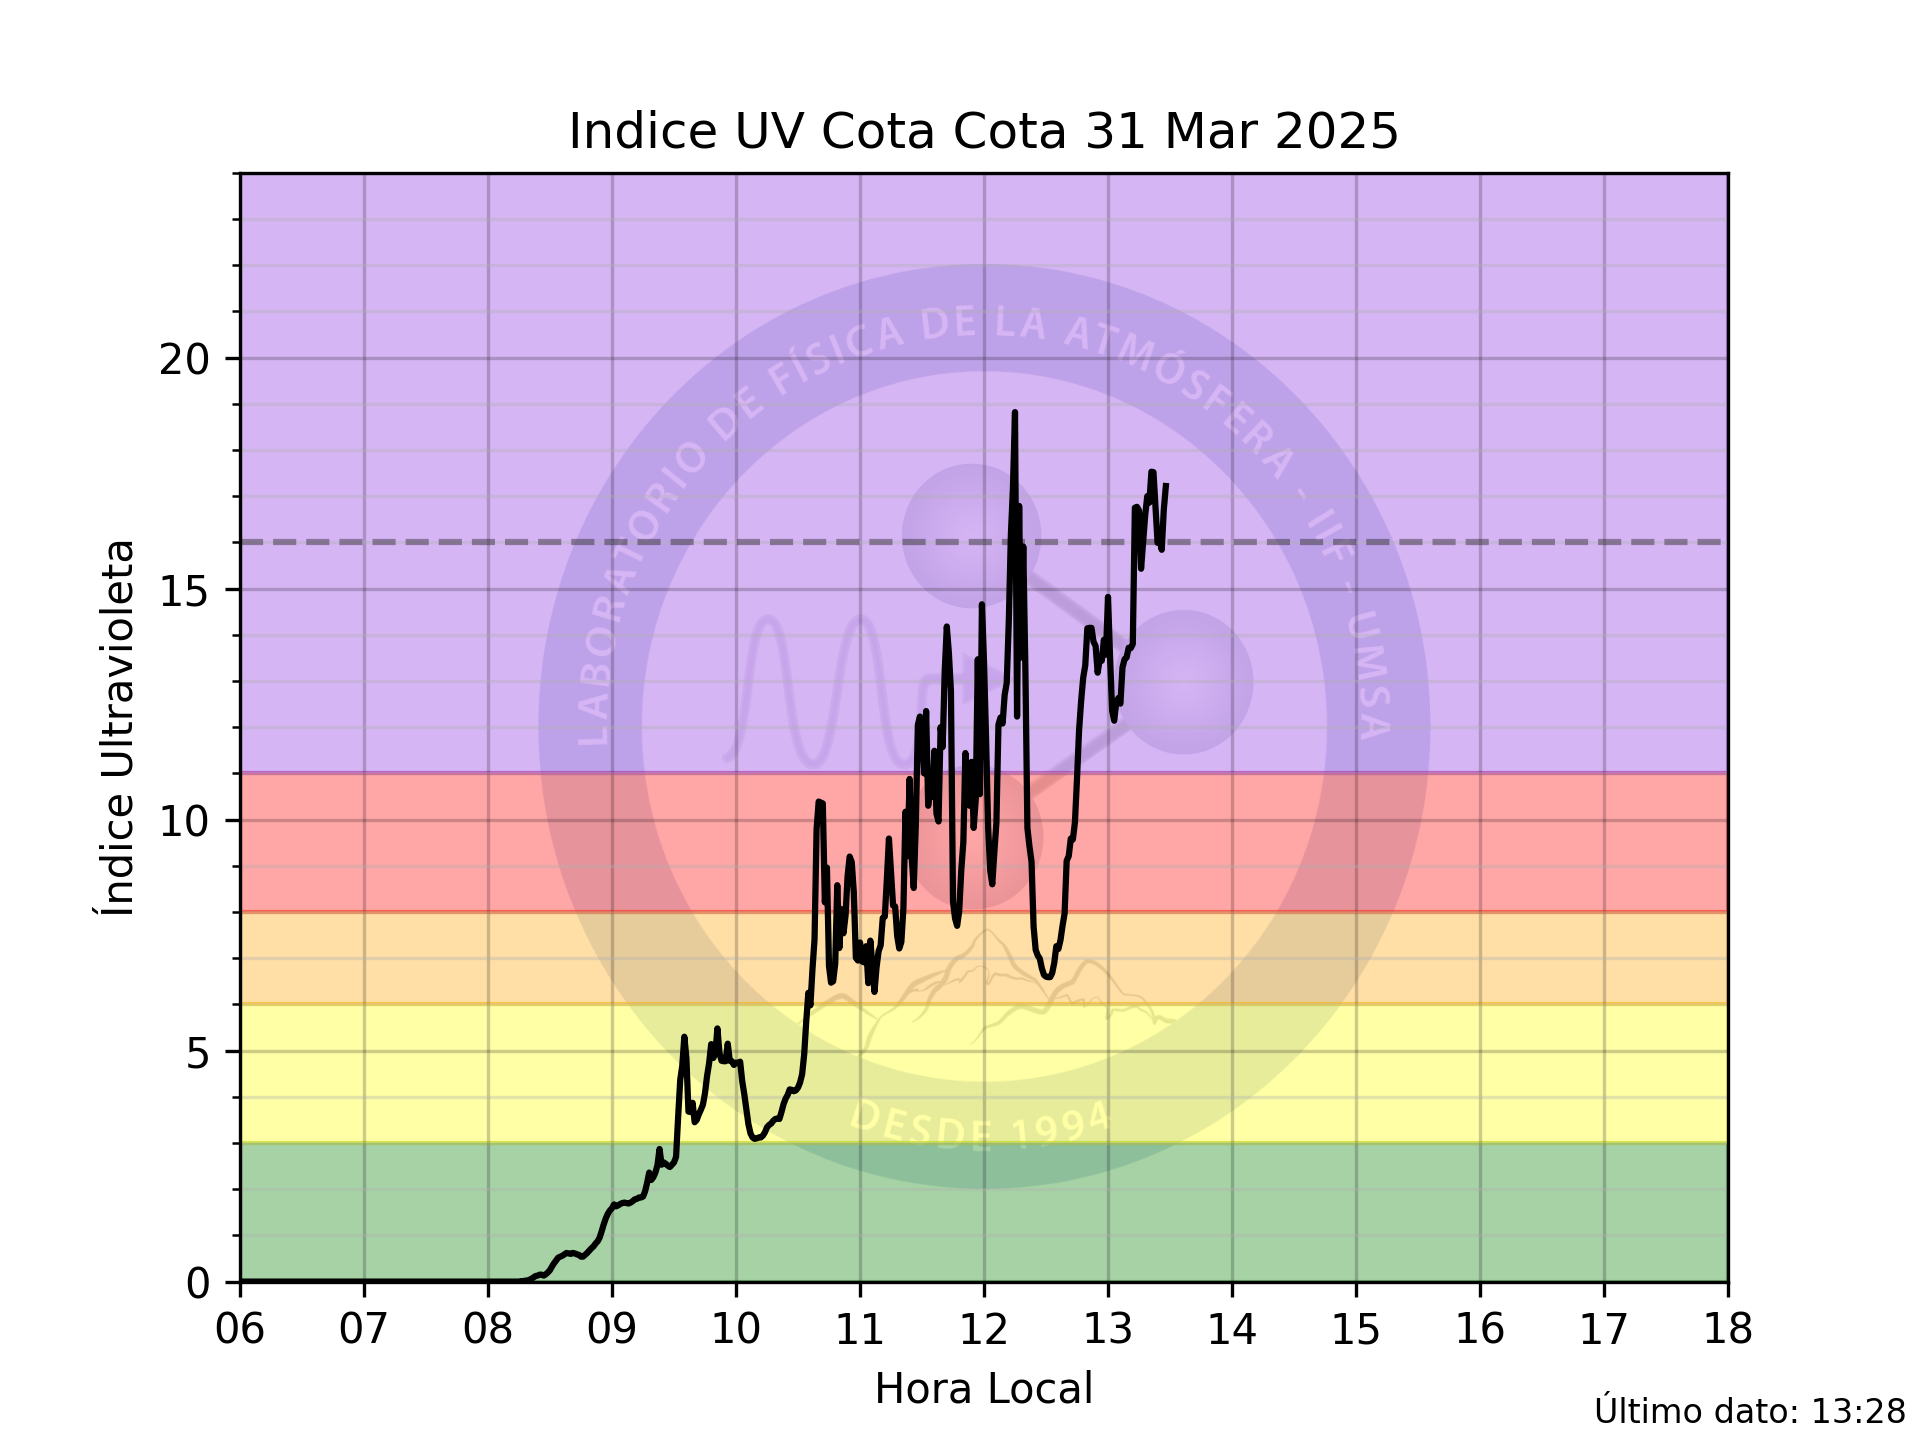 Indice UV Cota Cota 31 Mar 2025
Índice Ultravioleta
20
15
10
5
0
LABORATORIO DE FÍSICA DE LA ATMÓSFERA - IIF - UMSA
DESDE 1994
06 07 08 09 10 11 12 13 14 15 16 17 18
Hora Local
Último dato: 13:28